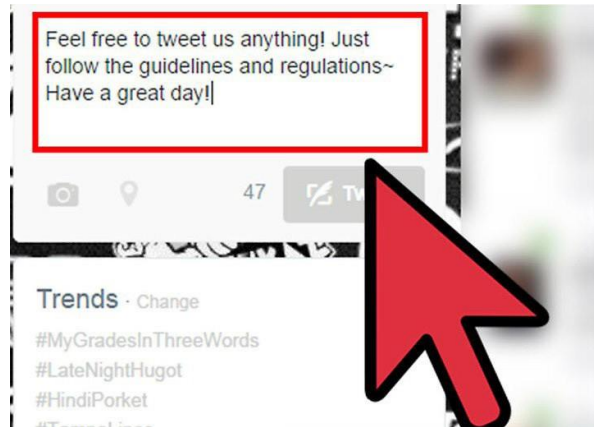 Feel free to tweet us anything! Just
follow the guidelines and regulations~
Have a great day!
47
Trends · Change
#MyGradesInThreeWords
#LateNightHugot
#HindiPorket